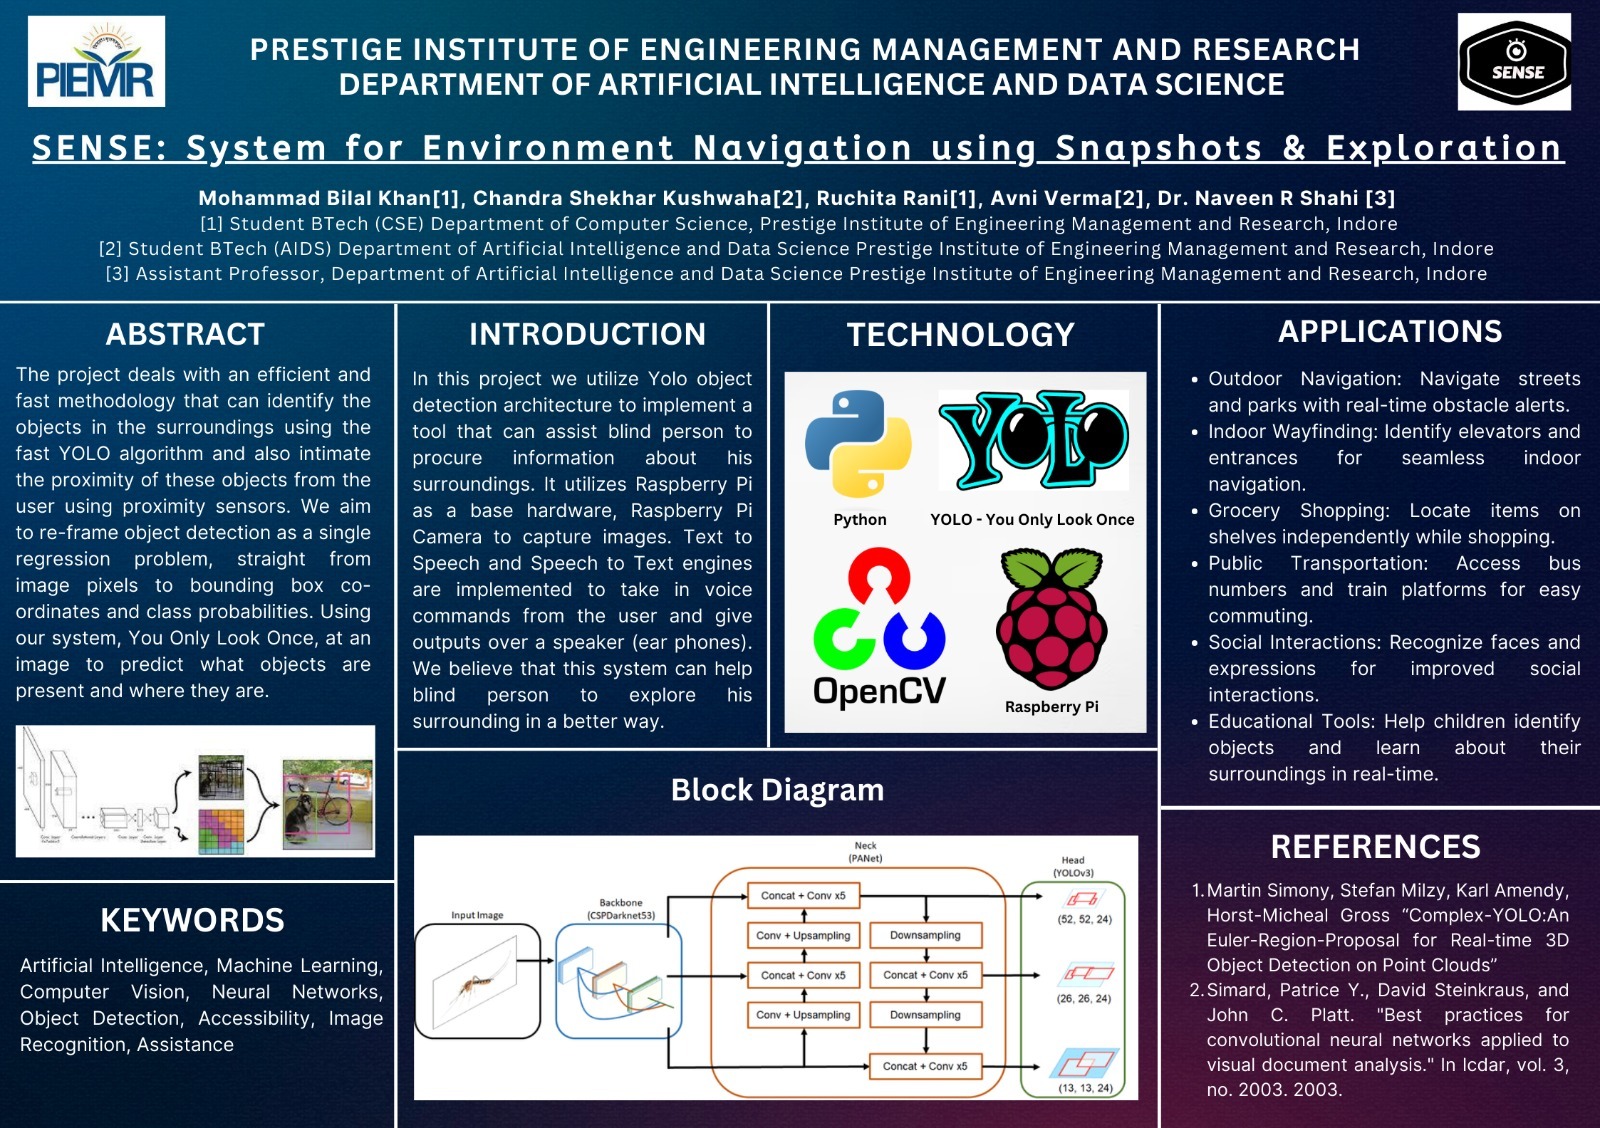 PIEMR
PRESTIGE INSTITUTE OF ENGINEERING MANAGEMENT AND RESEARCH
DEPARTMENT OF ARTIFICIAL INTELLIGENCE AND DATA SCIENCE
SENSE
SENSE: System for Environment Navigation using Snapshots & Exploration
Mohammad Bilal Khan[1], Chandra Shekhar Kushwaha[2], Ruchita Rani[1], Avni Verma[2], Dr. Naveen R Shahi [3]
[1] Student BTech (CSE) Department of Computer Science, Prestige Institute of Engineering Management and Research, Indore
[2] Student BTech (AIDS) Department of Artificial Intelligence and Data Science Prestige Institute of Engineering Management and Research, Indore
[3] Assistant Professor, Department of Artificial Intelligence and Data Science Prestige Institute of Engineering Management and Research, Indore
ABSTRACT
The project deals with an efficient and
fast methodology that can identify the
objects in the surroundings using the
fast YOLO algorithm and also intimate
the proximity of these objects from the
user using proximity sensors. We aim
to re-frame object detection as a single
regression problem, straight from
image pixels to bounding box co-
ordinates and class probabilities. Using
our system, You Only Look Once, at an
image to predict what objects are
present and where they are.
KEYWORDS
Artificial Intelligence, Machine Learning,
Computer Vision, Neural Networks,
Object Detection, Accessibility, Image
Recognition, Assistance
INTRODUCTION
In this project we utilize Yolo object
detection architecture to implement a
tool that can assist blind person to
procure information about his
surroundings. It utilizes Raspberry Pi
as a base hardware, Raspberry Pi
Camera to capture images. Text to
Speech and Speech to Text engines
are implemented to take in voice
commands from the user and give
outputs over a speaker (ear phones).
We believe that this system can help
blind person to explore his
surrounding in a better way.
TECHNOLOGY
YOLO
Python
YOLO - You Only Look Once
OpenCV
Raspberry Pi
Block Diagram
Input Image
Backbone
(CSPDarknet53)
Neck
(PANet)
Head
(YOLOv3)
Concat + Conv x5
(52, 52, 24)
Conv + Upsampling
Downsampling
Concat + Conv x5
Concat + Conv x5
(26, 26, 24)
Conv + Upsampling
Downsampling
Concat + Conv x5
(13, 13, 24)
APPLICATIONS
• Outdoor Navigation: Navigate streets
and parks with real-time obstacle alerts.
• Indoor Wayfinding: Identify elevators and
entrances for seamless indoor
navigation.
• Grocery Shopping: Locate items on
shelves independently while shopping.
• Public Transportation: Access bus
numbers and train platforms for easy
commuting.
• Social Interactions: Recognize faces and
expressions for improved social
interactions.
• Educational Tools: Help children identify
objects and learn about their
surroundings in real-time.
REFERENCES
1. Martin Simony, Stefan Milzy, Karl Amendy,
Horst-Micheal Gross “Complex-YOLO:An
Euler-Region-Proposal for Real-time 3D
Object Detection on Point Clouds”
2. Simard, Patrice Y., David Steinkraus, and
John C. Platt. "Best practices for
convolutional neural networks applied to
visual document analysis." In Icdar, vol. 3,
no. 2003. 2003.